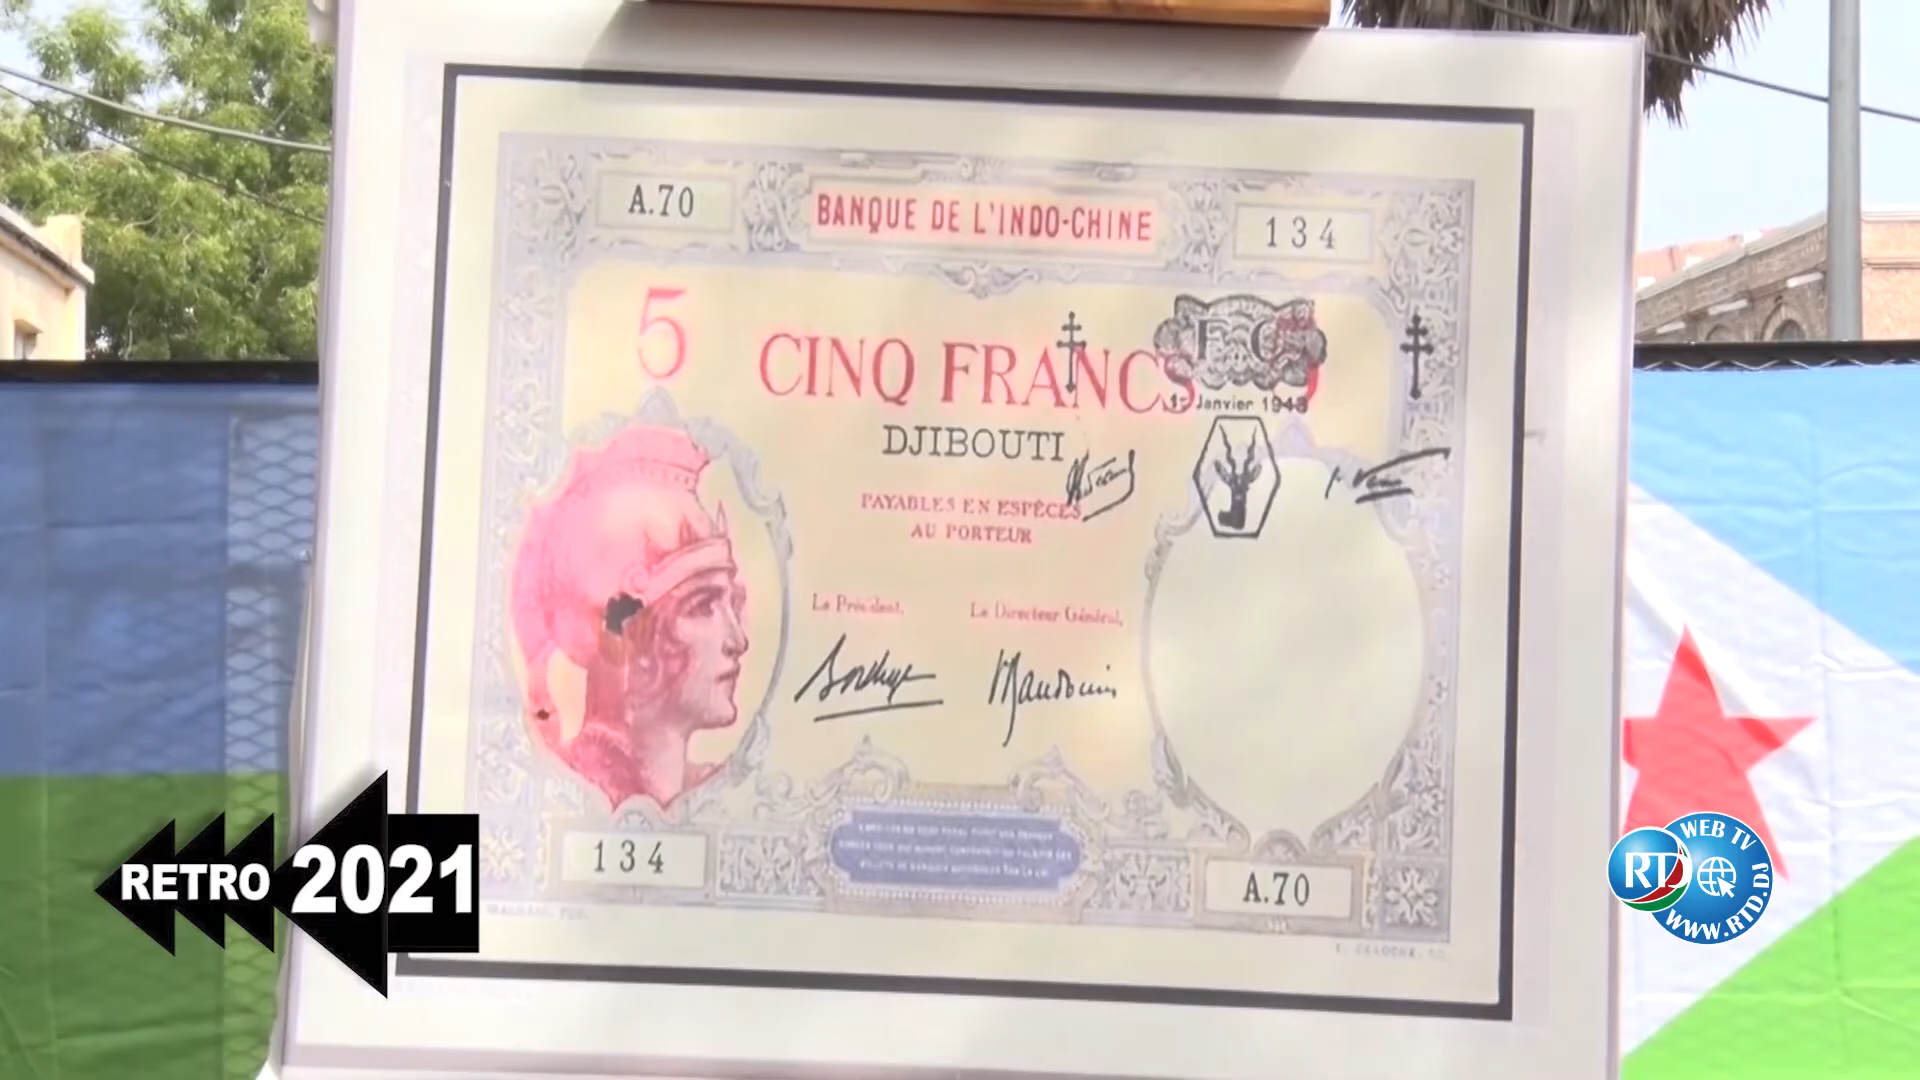 A.70
BANQUE DE L'INDO-CHINE
134
5
CINQ FRANCS
1er Janvier 1943
DJIBOUTI
PAYABLES EN ESPÈCES
AU PORTEUR
Le Président,
Le Directeur Général,
134
A.70
RETRO 2021
RTD
WEB TV
WWW.RTD.DJ